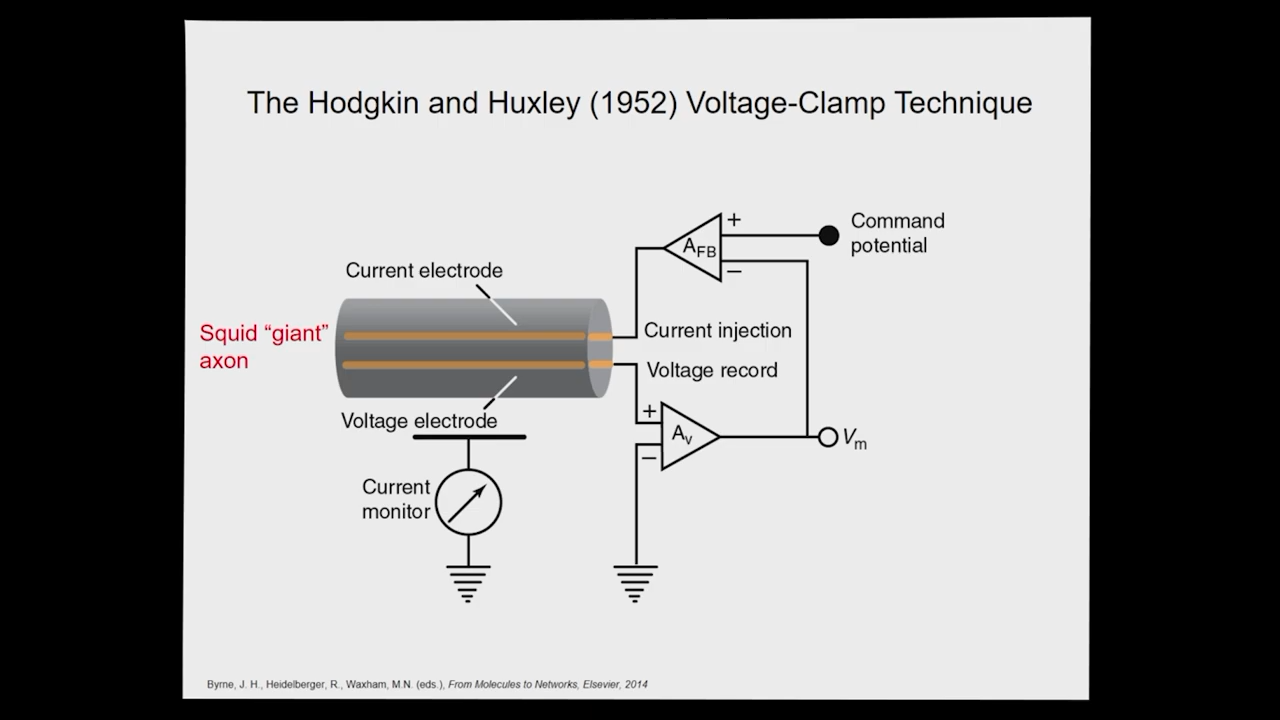 The Hodgkin and Huxley (1952) Voltage-Clamp Technique
+
Command
potential
A_FB
−
Current electrode
Squid “giant”
axon
Current injection
Voltage record
Voltage electrode
+
A_v
−
V_m
Current
monitor
Byrne, J. H., Heidelberger, R., Waxham, M.N. (eds.), From Molecules to Networks, Elsevier, 2014